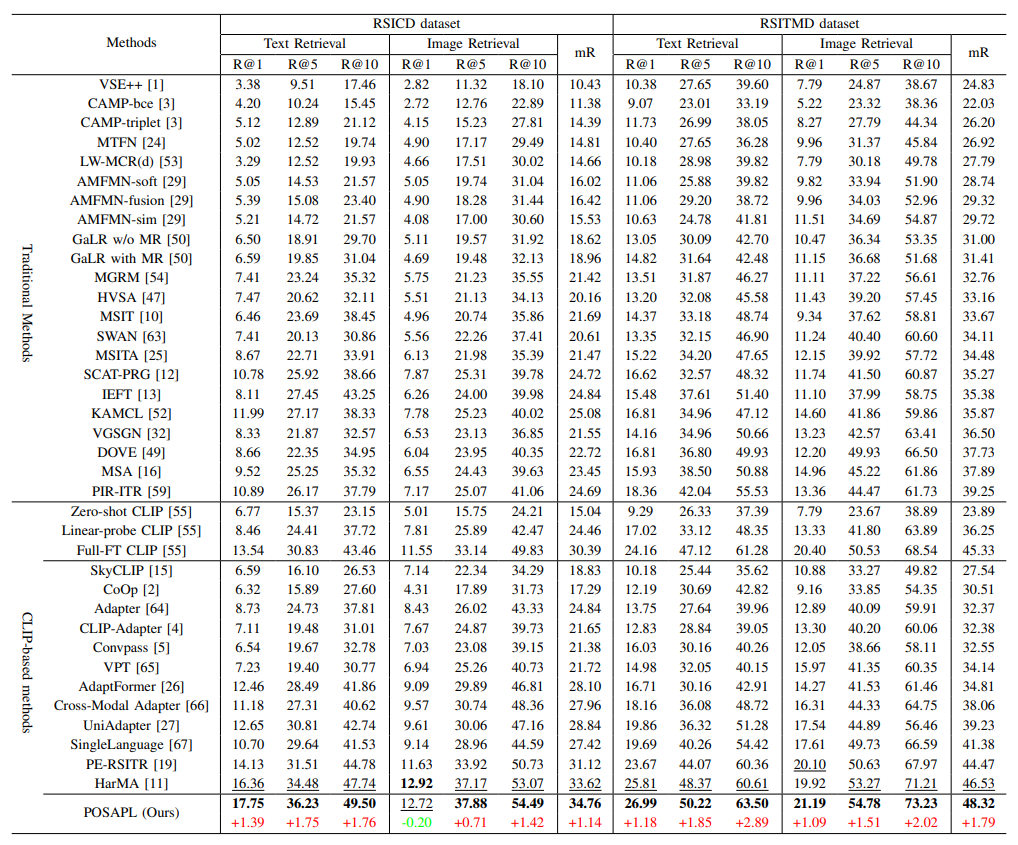 RSICD dataset RSITMD dataset
Methods Text Retrieval Image Retrieval mR Text Retrieval Image Retrieval mR
R@1 R@5 R@10 R@1 R@5 R@10 R@1 R@5 R@10 R@1 R@5 R@10
Traditional Methods
VSE++ [1] 3.38 9.51 17.46 2.82 11.32 18.10 10.43 10.38 27.65 39.60 7.79 24.87 38.67 24.83
CAMP-bce [3] 4.20 10.24 15.45 2.72 12.76 22.89 11.38 9.07 23.01 33.19 5.22 23.32 38.36 22.03
CAMP-triplet [3] 5.12 12.89 21.12 4.15 15.23 27.81 14.39 11.73 26.99 38.05 8.27 27.79 44.34 26.20
MTFN [24] 5.02 12.52 19.74 4.90 17.17 29.49 14.81 10.40 27.65 36.28 9.96 31.37 45.84 26.92
LW-MCR(d) [53] 3.29 12.52 19.93 4.66 17.51 30.02 14.66 10.18 28.98 39.82 7.79 30.18 49.78 27.79
AMFMN-soft [29] 5.05 14.53 21.57 5.05 19.74 31.04 16.02 11.06 25.88 39.82 9.82 33.94 51.90 28.74
AMFMN-fusion [29] 5.39 15.08 23.40 4.90 18.28 31.44 16.42 11.06 29.20 38.72 9.96 34.03 52.96 29.32
AMFMN-sim [29] 5.21 14.72 21.57 4.08 17.00 30.60 15.53 10.63 24.78 41.81 11.51 34.69 54.87 29.72
GaLR w/o MR [50] 6.50 18.91 29.70 5.11 19.57 31.92 18.62 13.05 30.09 42.70 10.47 36.34 53.35 31.00
GaLR with MR [50] 6.59 19.85 31.04 4.69 19.48 32.13 18.96 14.82 31.64 42.48 11.15 36.68 51.68 31.41
MGRM [54] 7.41 23.24 35.32 5.75 21.23 35.55 21.42 13.51 31.87 46.27 11.11 37.22 56.61 32.76
HVSA [47] 7.47 20.62 32.11 5.51 21.13 34.13 20.16 13.20 32.08 45.58 11.43 39.20 57.45 33.16
MSIT [10] 6.46 23.69 38.45 4.96 20.74 35.86 21.69 14.37 33.18 48.74 9.34 37.62 58.81 33.67
SWAN [63] 7.41 20.13 30.86 5.56 22.26 37.41 20.61 13.35 32.15 46.90 11.24 40.40 60.60 34.11
MSITA [25] 8.67 22.71 33.91 6.13 21.98 35.39 21.47 15.22 34.20 47.65 12.15 39.92 57.72 34.48
SCAT-PRG [12] 10.78 25.92 38.66 7.87 25.31 39.78 24.72 16.62 32.57 48.32 11.74 41.50 60.87 35.27
IEFT [13] 8.11 27.45 43.25 6.26 24.00 39.98 24.84 15.48 37.61 51.40 11.10 37.99 58.75 35.38
KAMCL [52] 11.99 27.17 38.33 7.78 25.23 40.02 25.08 16.81 34.96 47.12 14.60 41.86 59.86 35.87
VGSGN [32] 8.33 21.87 32.57 6.53 23.13 36.85 21.55 14.16 34.96 50.66 13.23 42.57 63.41 36.50
DOVE [49] 8.66 22.35 34.95 6.04 23.95 40.35 22.72 16.81 36.80 49.93 12.20 49.93 66.50 37.73
MSA [16] 9.52 25.25 35.32 6.55 24.43 39.63 23.45 15.93 38.50 50.88 14.96 45.22 61.86 37.89
PIR-ITR [59] 10.89 26.17 37.79 7.17 25.07 41.06 24.69 18.36 42.04 55.53 13.36 44.47 61.73 39.25
CLIP-based methods
Zero-shot CLIP [55] 6.77 15.37 23.15 5.01 15.75 24.21 15.04 9.29 26.33 37.39 7.79 23.67 38.89 23.89
Linear-probe CLIP [55] 8.46 24.41 37.72 7.81 25.89 42.47 24.46 17.02 33.12 48.35 13.33 41.80 63.89 36.25
Full-FT CLIP [55] 13.54 30.83 43.46 11.55 33.14 49.83 30.39 24.16 47.12 61.28 20.40 50.53 68.54 45.33
SkyCLIP [15] 6.59 16.10 26.53 7.14 22.34 34.29 18.83 10.18 25.44 35.62 10.88 33.27 49.82 27.54
CoOp [2] 6.32 15.89 27.60 4.31 17.89 31.73 17.29 12.19 30.69 42.82 9.16 33.85 54.35 30.51
Adapter [64] 8.73 24.73 37.81 8.43 26.02 43.33 24.84 13.75 27.64 39.96 12.89 40.09 59.91 32.37
CLIP-Adapter [4] 7.11 19.48 31.01 7.67 24.87 39.73 21.65 12.83 28.84 39.05 13.30 40.20 60.06 32.38
Convpass [5] 6.54 19.67 32.78 7.03 23.08 39.15 21.38 16.03 30.16 40.26 12.05 38.66 58.11 32.55
VPT [65] 7.23 19.40 30.77 6.94 25.26 40.73 21.72 14.98 32.05 40.15 15.97 41.35 60.35 34.14
AdaptFormer [26] 12.46 28.49 41.86 9.09 29.89 46.81 28.10 16.71 30.16 42.91 14.27 41.53 61.46 34.81
Cross-Modal Adapter [66] 11.18 27.31 40.62 9.57 30.74 48.36 27.96 18.16 36.08 48.72 16.31 44.33 64.75 38.06
UniAdapter [27] 12.65 30.81 42.74 9.61 30.06 47.16 28.84 19.86 36.32 51.28 17.54 44.89 56.46 39.23
SingleLanguage [67] 10.70 29.64 41.53 9.14 28.96 44.59 27.42 19.69 40.26 54.42 17.61 49.73 66.59 41.38
PE-RSITR [19] 14.13 31.51 44.78 11.63 33.92 50.73 31.12 23.67 44.07 60.36 20.10 50.63 67.97 44.47
HarMA [11] 16.36 34.48 47.74 12.92 37.17 53.07 33.62 25.81 48.37 60.61 19.92 53.27 71.21 46.53
POSAPL (Ours) 17.75 36.23 49.50 12.72 37.88 54.49 34.76 26.99 50.22 63.50 21.19 54.78 73.23 48.32
+1.39 +1.75 +1.76 -0.20 +0.71 +1.42 +1.14 +1.18 +1.85 +2.89 +1.09 +1.51 +2.02 +1.79